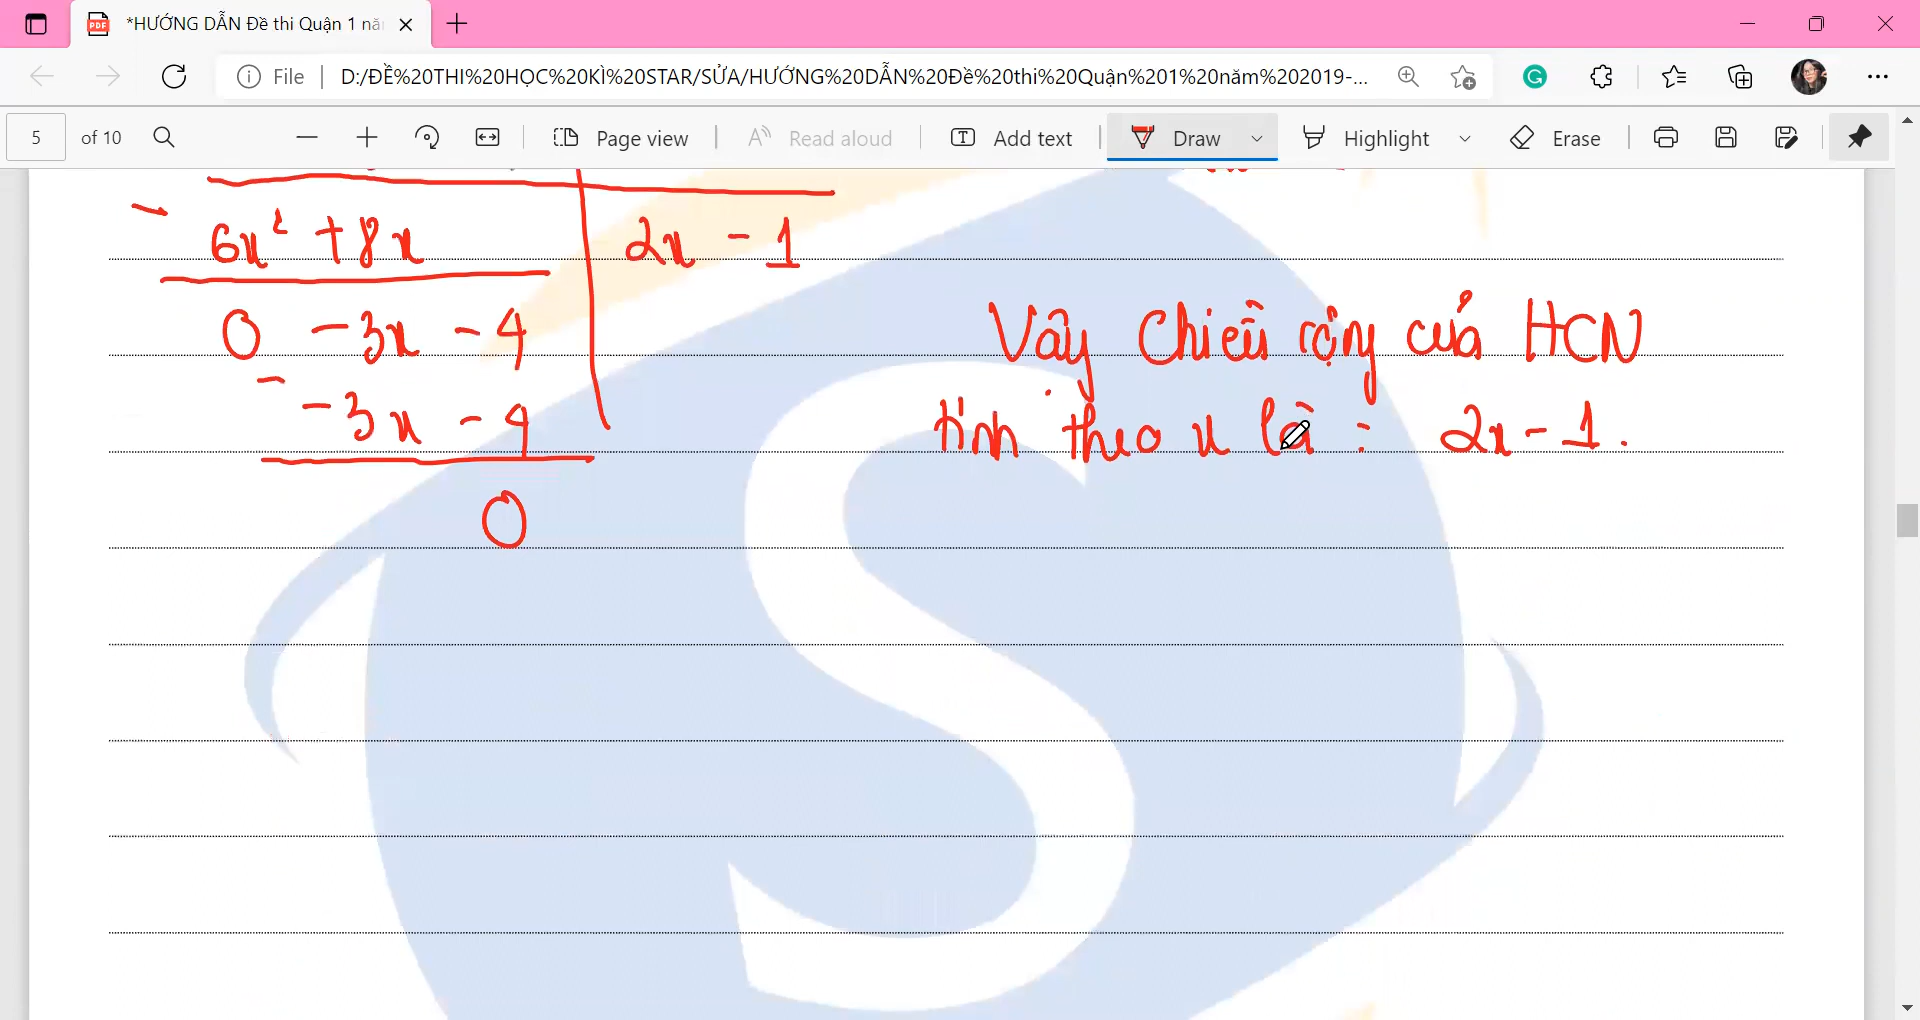 *HƯỚNG DẪN Đề thi Quận 1 nă
File D:/ĐỀ%20THI%20HỌC%20KÌ%20STAR/SỬA/HƯỚNG%20DẪN%20Đề%20thi%20Quận%201%20năm%202019-...
5 of 10 Page view Read aloud Add text Draw Highlight Erase
- 6x² + 8x 2x - 1
0 - 3x - 4
- - 3x - 4
0
Vậy chiều rộng của HCN
tính theo x là : 2x - 1.